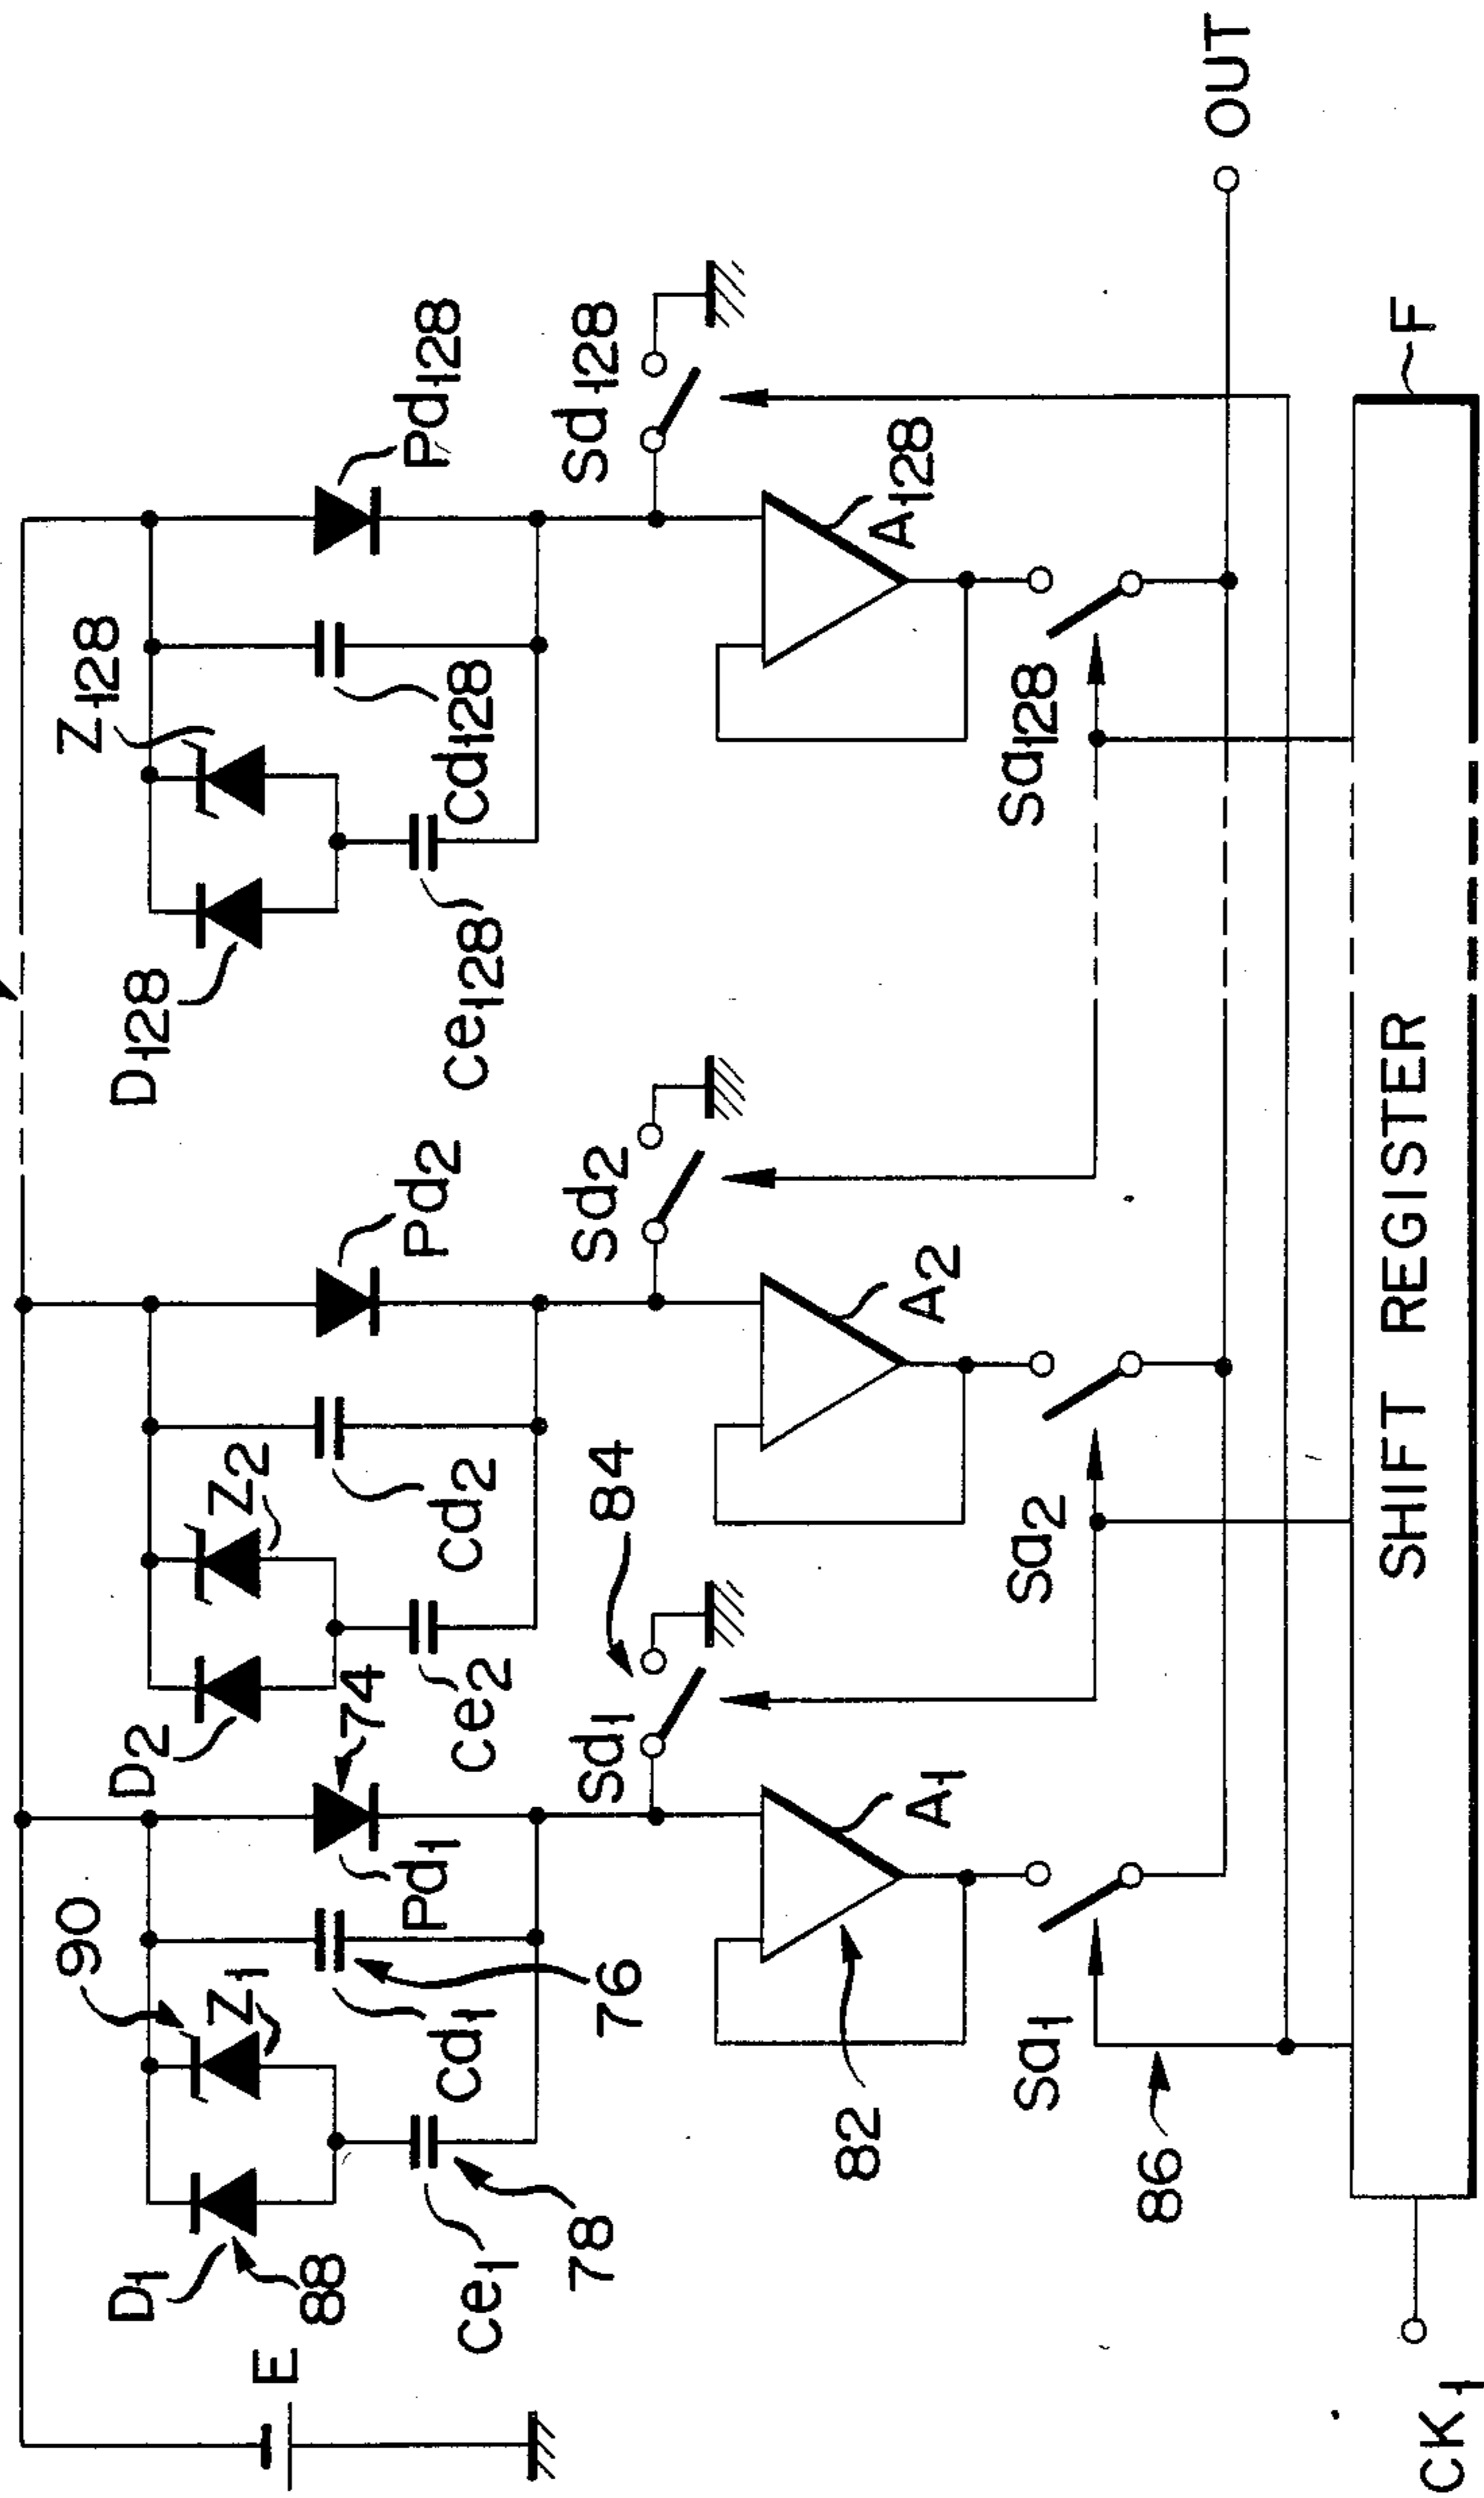 E
D1
88
90
Z1
Ce1
78
Cd1
76
Pd1
74
D2
Z2
Ce2
Cd2
Pd2
D128
Z128
Ce128
Cd128
Pd128
Sd1
84
Sd2
Sd128
82
A1
A2
A128
Sa1
Sa2
Sa128
86
OUT
SHIFT REGISTER
F
CK1